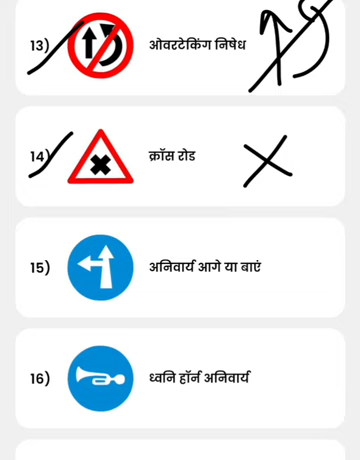 13) ओवरटेकिंग निषेध
14) क्रॉस रोड
15) अनिवार्य आगे या बाएं
16) ध्वनि हॉर्न अनिवार्य